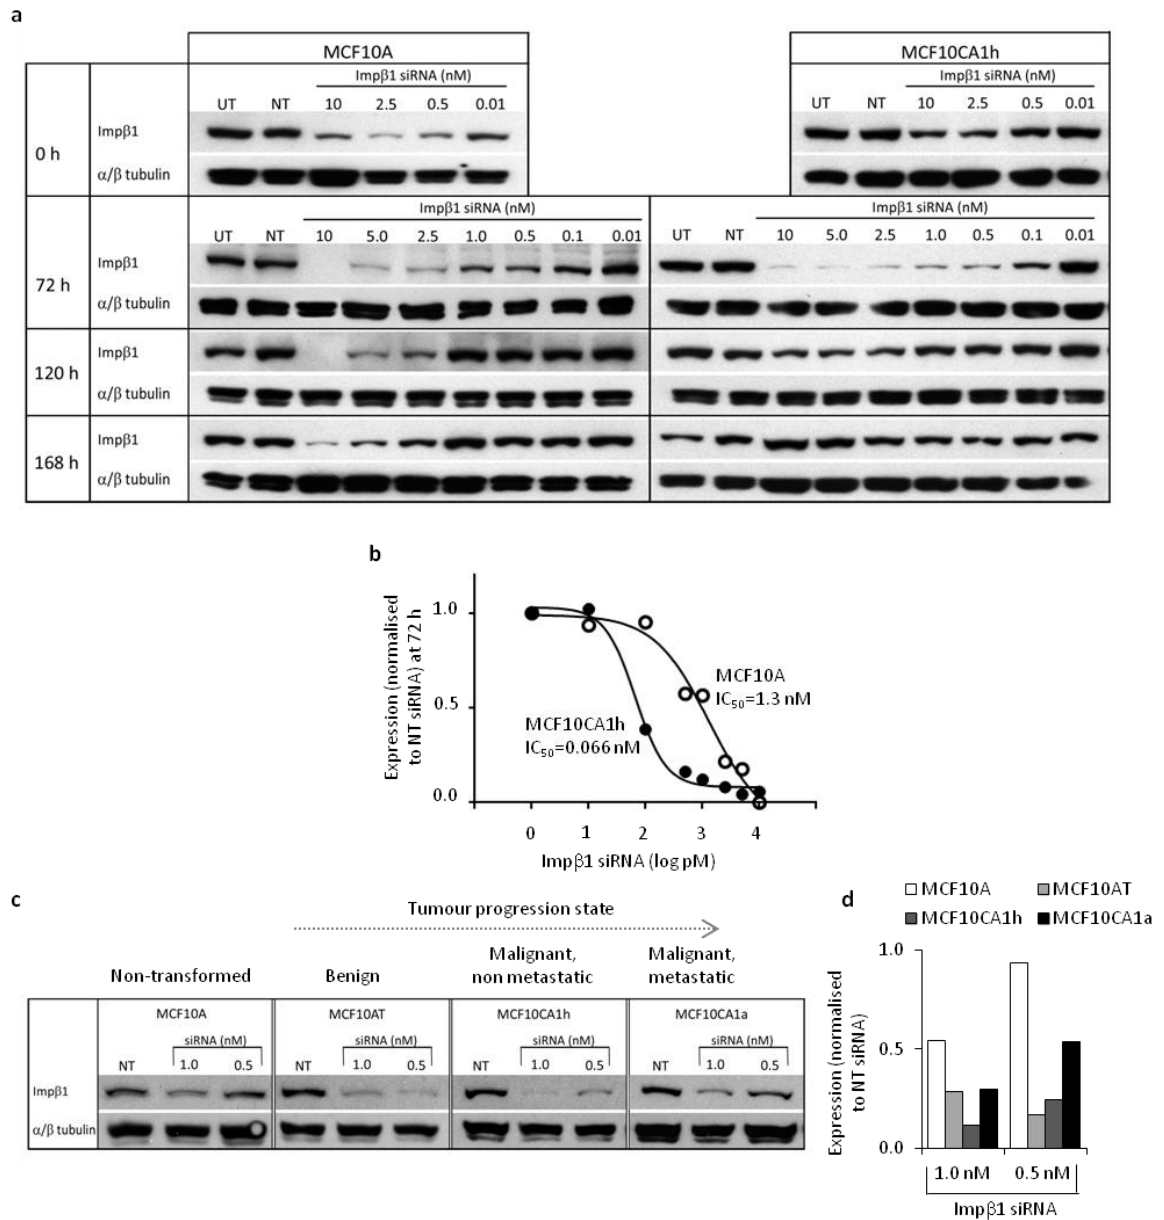 a
MCF10A
MCF10CA1h
Impβ1 siRNA (nM)
Impβ1 siRNA (nM)
UT NT 10 2.5 0.5 0.01
UT NT 10 2.5 0.5 0.01
0 h
Impβ1
α/β tubulin
Impβ1 siRNA (nM)
Impβ1 siRNA (nM)
UT NT 10 5.0 2.5 1.0 0.5 0.1 0.01
UT NT 10 5.0 2.5 1.0 0.5 0.1 0.01
72 h
Impβ1
α/β tubulin
120 h
Impβ1
α/β tubulin
168 h
Impβ1
α/β tubulin
b
Expression (normalised
to NT siRNA) at 72 h
1.0
0.5
0.0
MCF10A
IC50=1.3 nM
MCF10CA1h
IC50=0.066 nM
0 1 2 3 4
Impβ1 siRNA (log pM)
c
Tumour progression state
Non-transformed
Benign
Malignant,
non metastatic
Malignant,
metastatic
MCF10A
MCF10AT
MCF10CA1h
MCF10CA1a
siRNA (nM)
siRNA (nM)
siRNA (nM)
siRNA (nM)
NT 1.0 0.5
NT 1.0 0.5
NT 1.0 0.5
NT 1.0 0.5
Impβ1
α/β tubulin
d
MCF10A MCF10AT
MCF10CA1h MCF10CA1a
Expression (normalised
to NT siRNA)
1.0
0.5
0.0
1.0 nM 0.5 nM
Impβ1 siRNA